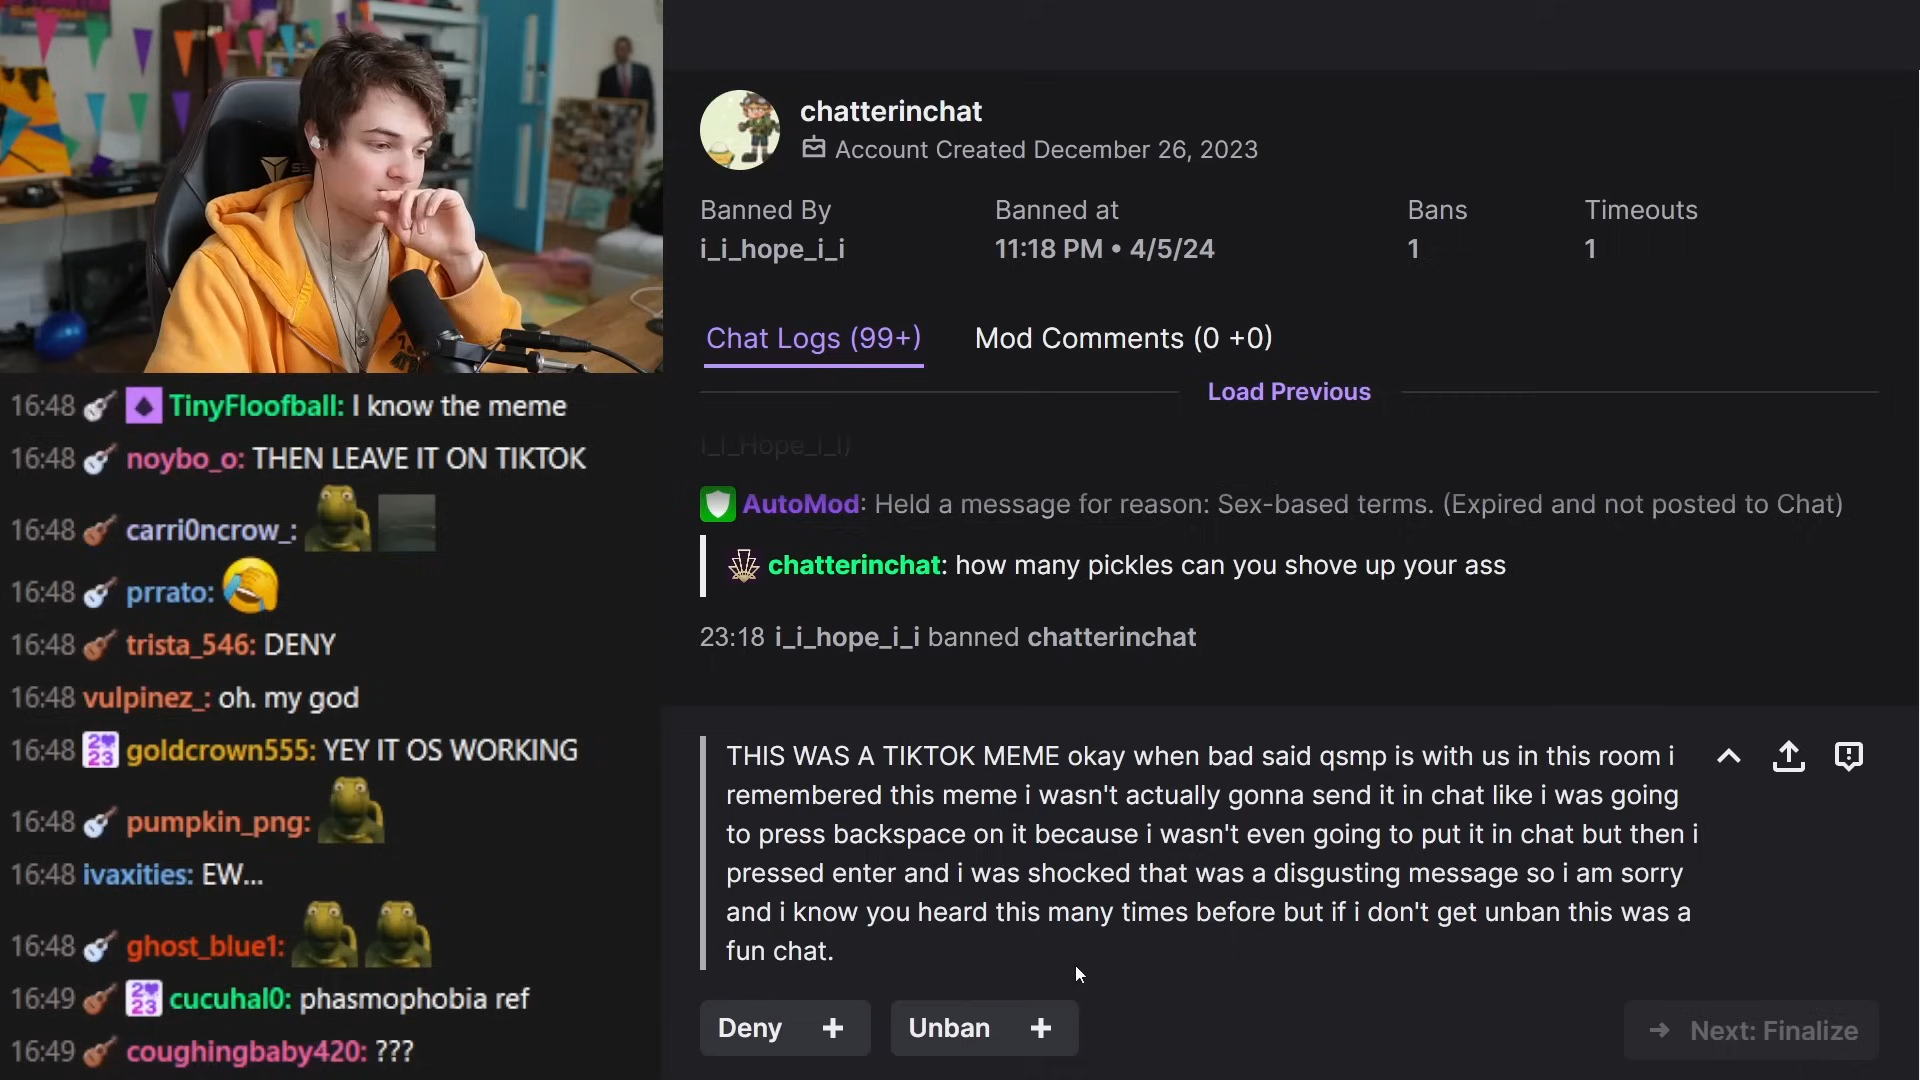 16:48 TinyFloofball: I know the meme
16:48 noybo_o: THEN LEAVE IT ON TIKTOK
16:48 carri0ncrow_:
16:48 prrato:
16:48 trista_546: DENY
16:48 vulpinez_: oh. my god
16:48 2 23 goldcrown555: YEY IT OS WORKING
16:48 pumpkin_png:
16:48 ivaxities: EW...
16:48 ghost_blue1:
16:49 2 23 cucuhal0: phasmophobia ref
16:49 coughingbaby420: ???
chatterinchat
Account Created December 26, 2023
Banned By
i_i_hope_i_i
Banned at
11:18 PM • 4/5/24
Bans
1
Timeouts
1
Chat Logs (99+)
Mod Comments (0 +0)
Load Previous
i_i_Hope_i_i)
AutoMod: Held a message for reason: Sex-based terms. (Expired and not posted to Chat)
chatterinchat: how many pickles can you shove up your ass
23:18 i_i_hope_i_i banned chatterinchat
THIS WAS A TIKTOK MEME okay when bad said qsmp is with us in this room i
remembered this meme i wasn't actually gonna send it in chat like i was going
to press backspace on it because i wasn't even going to put it in chat but then i
pressed enter and i was shocked that was a disgusting message so i am sorry
and i know you heard this many times before but if i don't get unban this was a
fun chat.
Deny +
Unban +
→ Next: Finalize